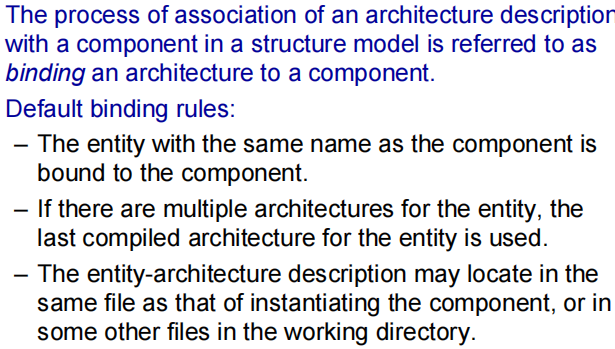 The process of association of an architecture description
with a component in a structure model is referred to as
binding an architecture to a component.
Default binding rules:
– The entity with the same name as the component is
bound to the component.
– If there are multiple architectures for the entity, the
last compiled architecture for the entity is used.
– The entity-architecture description may locate in the
same file as that of instantiating the component, or in
some other files in the working directory.